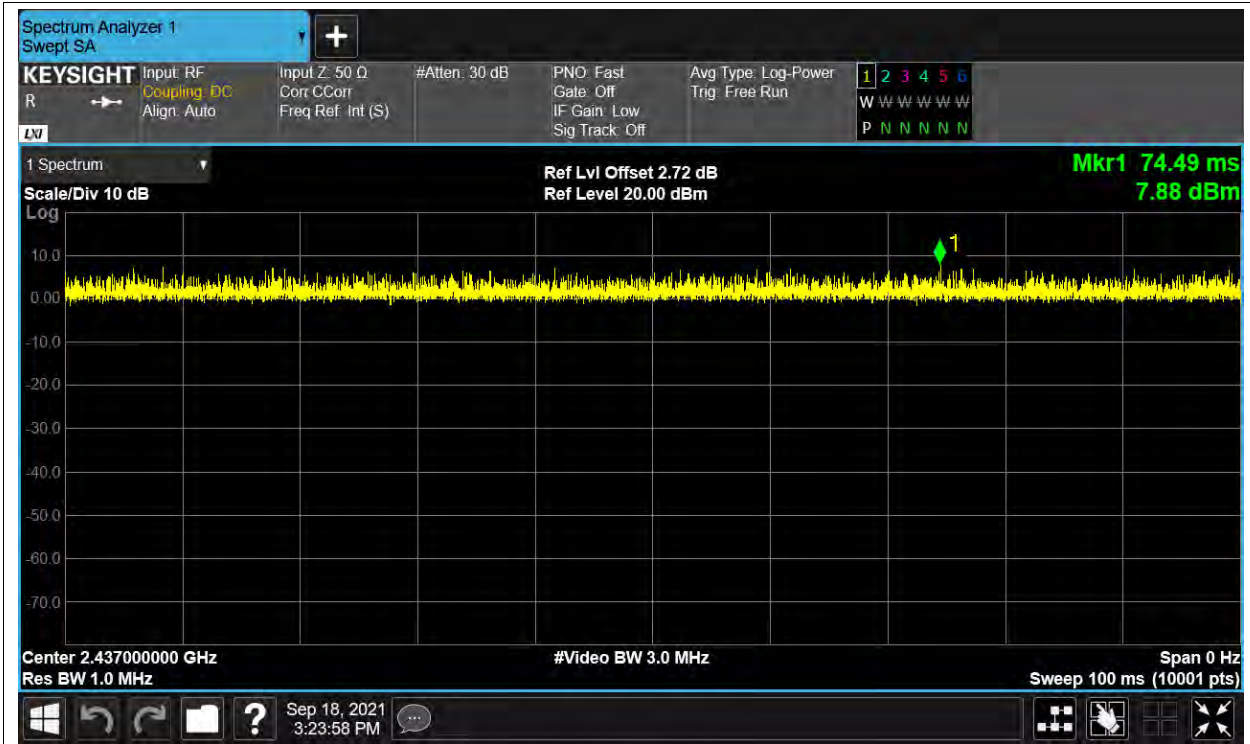 Spectrum Analyzer 1
Swept SA
+
KEYSIGHT Input: RF Input Z: 50 Ω #Atten: 30 dB PNO: Fast Avg Type: Log-Power 1 2 3 4 5 6
R Coupling: DC Corr CCorr Gate: Off Trig: Free Run W W W W W W
Align: Auto Freq Ref: Int (S) IF Gain: Low
LXI Sig Track: Off P N N N N N
1 Spectrum Ref Lvl Offset 2.72 dB Mkr1 74.49 ms
Scale/Div 10 dB Ref Level 20.00 dBm 7.88 dBm
Log
1
10.0
0.00
-10.0
-20.0
-30.0
-40.0
-50.0
-60.0
-70.0
Center 2.437000000 GHz #Video BW 3.0 MHz Span 0 Hz
Res BW 1.0 MHz Sweep 100 ms (10001 pts)
? Sep 18, 2021
3:23:58 PM